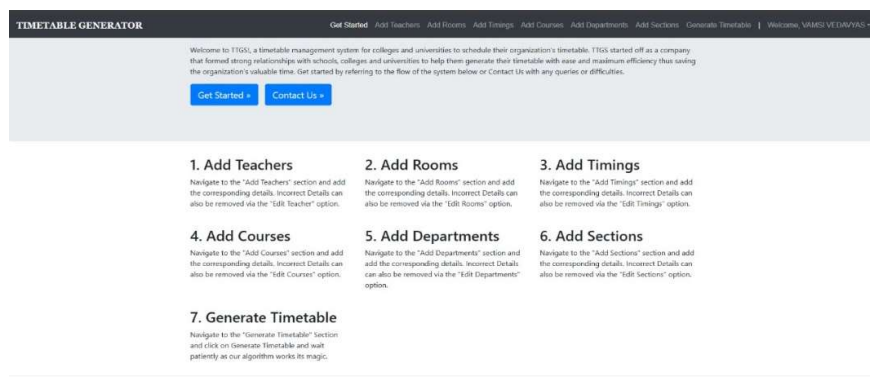 TIMETABLE GENERATOR
Get Started Add Teachers Add Rooms Add Timings Add Courses Add Departments Add Sections Generate Timetable | Welcome, VAMSI VEDAVYAS
Welcome to TTGS!, a timetable management system for colleges and universities to schedule their organization's timetable. TTGS started off as a company
that formed strong relationships with schools, colleges and universities to help them generate their timetable with ease and maximum efficiency thus saving
the organization's valuable time. Get started by referring to the flow of the system below or Contact Us with any queries or difficulties.
Get Started » Contact Us »
1. Add Teachers
Navigate to the "Add Teachers" section and add
the corresponding details. Incorrect Details can
also be removed via the "Edit Teacher" option.
2. Add Rooms
Navigate to the "Add Rooms" section and add
the corresponding details. Incorrect Details can
also be removed via the "Edit Rooms" option.
3. Add Timings
Navigate to the "Add Timings" section and add
the corresponding details. Incorrect Details can
also be removed via the "Edit Timings" option.
4. Add Courses
Navigate to the "Add Courses" section and add
the corresponding details. Incorrect Details can
also be removed via the "Edit Courses" option.
5. Add Departments
Navigate to the "Add Departments" section and
add the corresponding details. Incorrect Details
can also be removed via the "Edit Departments"
option.
6. Add Sections
Navigate to the "Add Sections" section and add
the corresponding details. Incorrect Details can
also be removed via the "Edit Sections" option.
7. Generate Timetable
Navigate to the "Generate Timetable" Section
and click on Generate Timetable and wait
patiently as our algorithm works its magic.